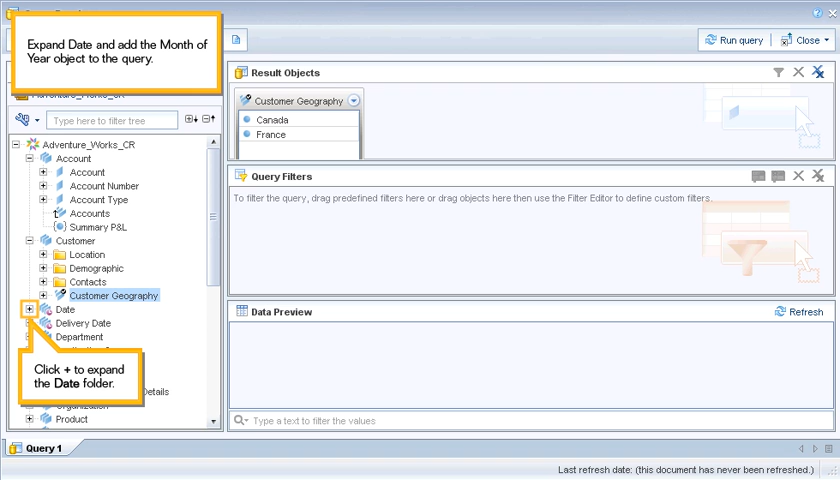 Expand Date and add the Month of
Year object to the query.
Run query
Close
Adventure_Works_CR
Type here to filter tree
Adventure_Works_CR
Account
Account
Account Number
Account Type
Accounts
Summary P&L
Customer
Location
Demographic
Contacts
Customer Geography
Date
Delivery Date
Department
Click + to expand
the Date folder.
Details
Organization
Product
Result Objects
Customer Geography
Canada
France
Query Filters
To filter the query, drag predefined filters here or drag objects here then use the Filter Editor to define custom filters.
Data Preview
Refresh
Type a text to filter the values
Query 1
Last refresh date: (this document has never been refreshed.)